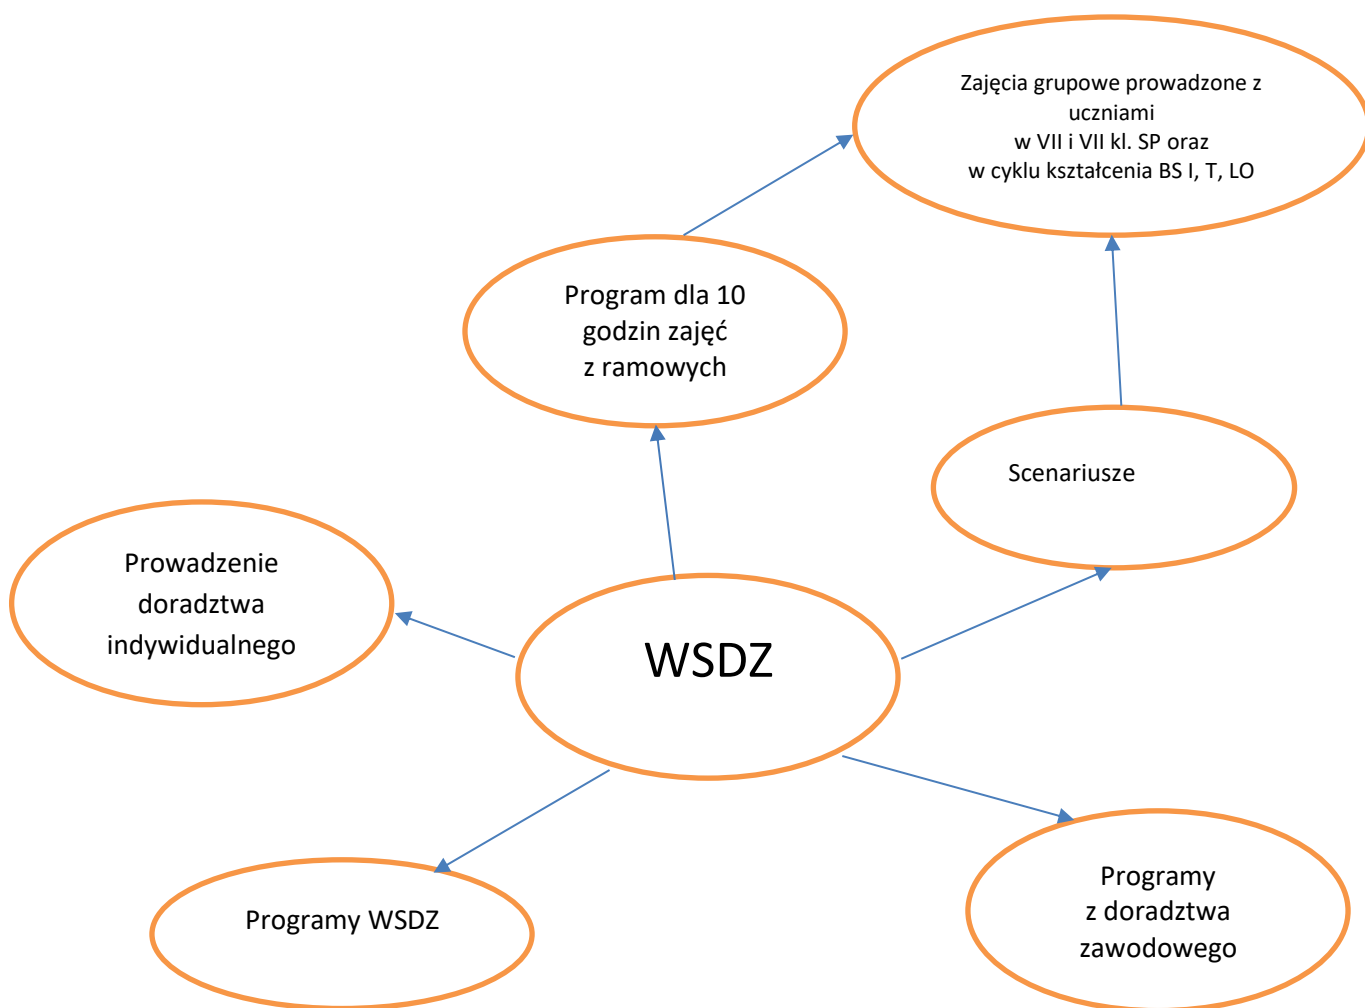 Zajęcia grupowe prowadzone z
uczniami
w VII i VII kl. SP oraz
w cyklu kształcenia BS I, T, LO
Program dla 10
godzin zajęć
z ramowych
Scenariusze
Prowadzenie
doradztwa
indywidualnego
WSDZ
Programy WSDZ
Programy
z doradztwa
zawodowego